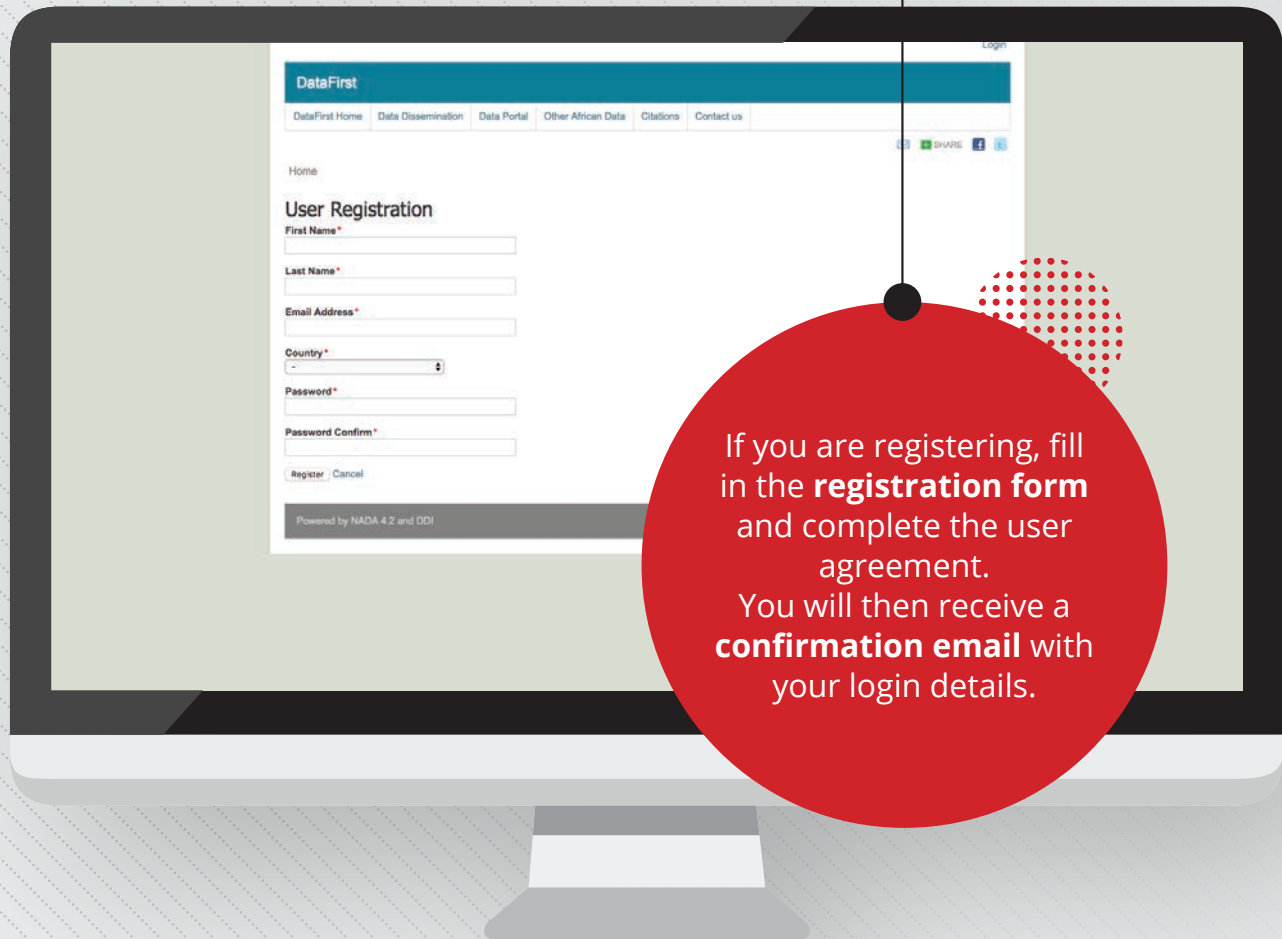 Login
DataFirst
DataFirst Home Data Dissemination Data Portal Other African Data Citations Contact us
SHARE f
Home
User Registration
First Name*
Last Name*
Email Address*
Country*
-
Password*
Password Confirm*
Register Cancel
Powered by NADA 4.2 and DDI
If you are registering, fill
in the registration form
and complete the user
agreement.
You will then receive a
confirmation email with
your login details.